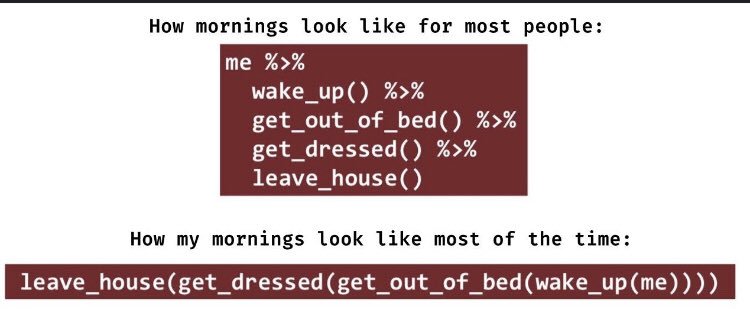 How mornings look like for most people:
me %>%
  wake_up() %>%
  get_out_of_bed() %>%
  get_dressed() %>%
  leave_house()
How my mornings look like most of the time:
leave_house(get_dressed(get_out_of_bed(wake_up(me))))